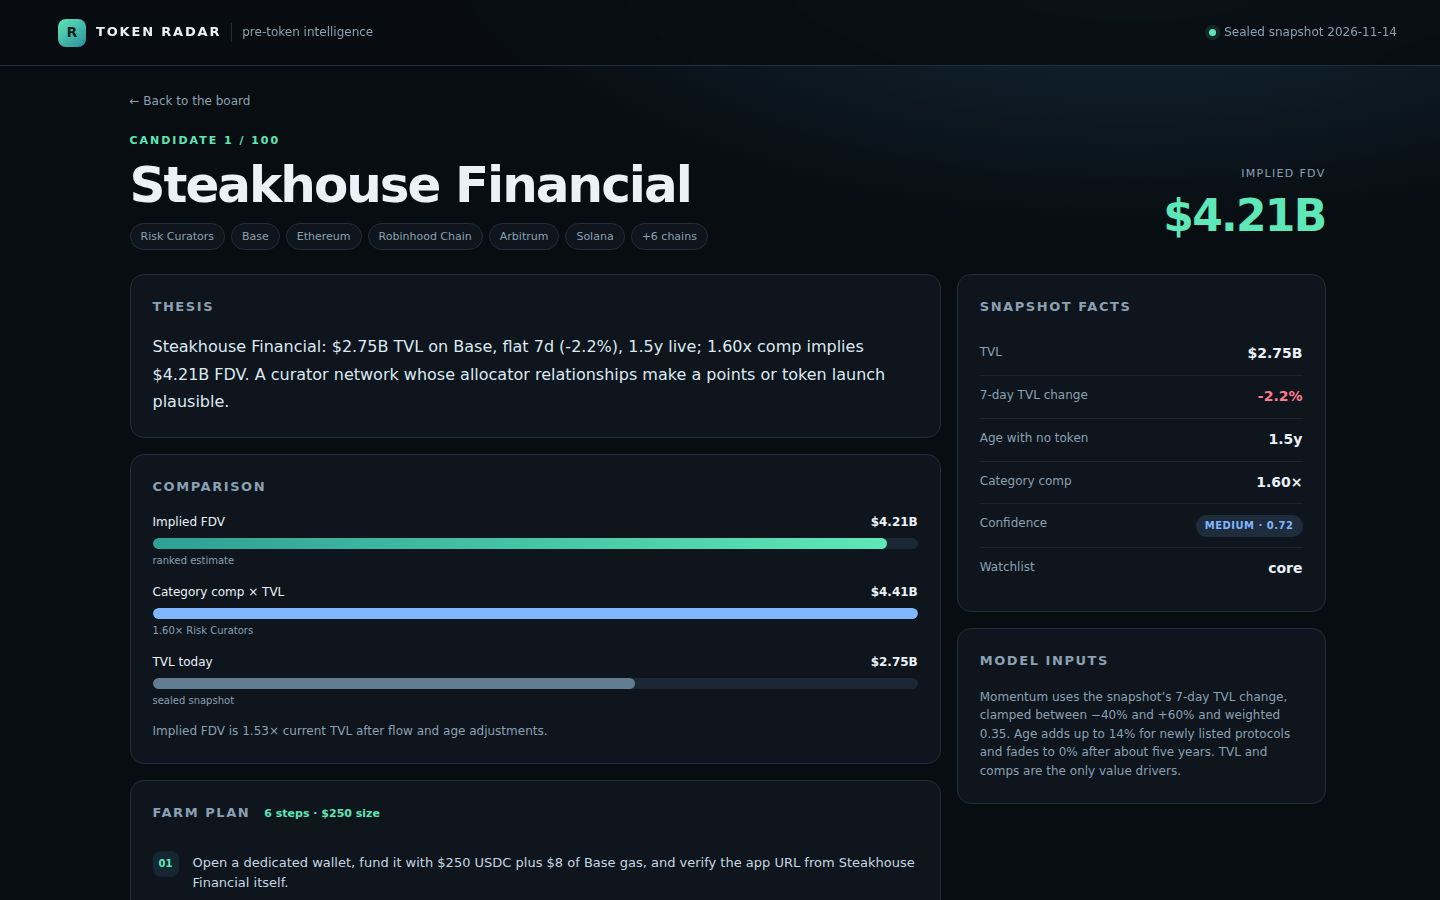 R TOKEN RADAR pre-token intelligence
Sealed snapshot 2026-11-14
← Back to the board
CANDIDATE 1 / 100
Steakhouse Financial
Risk Curators Base Ethereum Robinhood Chain Arbitrum Solana +6 chains
IMPLIED FDV
$4.21B
THESIS
Steakhouse Financial: $2.75B TVL on Base, flat 7d (-2.2%), 1.5y live; 1.60x comp implies
$4.21B FDV. A curator network whose allocator relationships make a points or token launch
plausible.
COMPARISON
Implied FDV $4.21B
ranked estimate
Category comp × TVL $4.41B
1.60× Risk Curators
TVL today $2.75B
sealed snapshot
Implied FDV is 1.53× current TVL after flow and age adjustments.
FARM PLAN 6 steps · $250 size
01 Open a dedicated wallet, fund it with $250 USDC plus $8 of Base gas, and verify the app URL from Steakhouse
Financial itself.
SNAPSHOT FACTS
TVL $2.75B
7-day TVL change -2.2%
Age with no token 1.5y
Category comp 1.60×
Confidence MEDIUM · 0.72
Watchlist core
MODEL INPUTS
Momentum uses the snapshot’s 7-day TVL change,
clamped between −40% and +60% and weighted
0.35. Age adds up to 14% for newly listed protocols
and fades to 0% after about five years. TVL and
comps are the only value drivers.